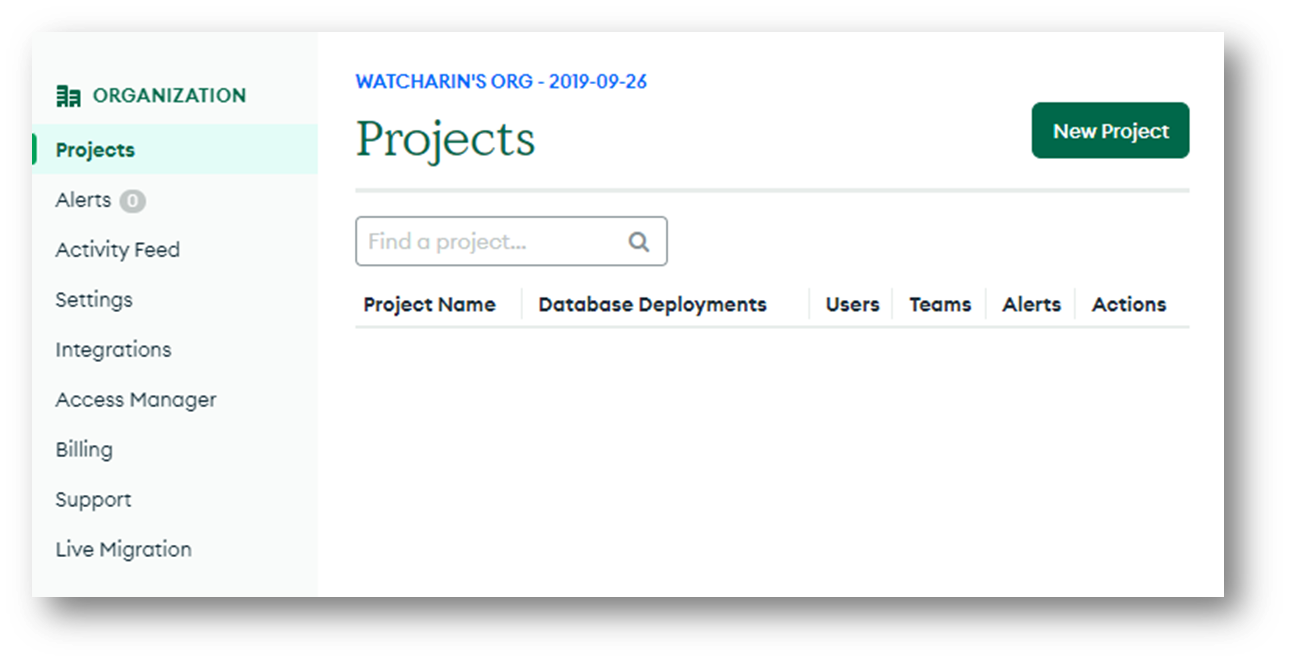 ORGANIZATION
Projects
Alerts 0
Activity Feed
Settings
Integrations
Access Manager
Billing
Support
Live Migration
WATCHARIN'S ORG - 2019-09-26
Projects
New Project
Find a project...
Project Name Database Deployments Users Teams Alerts Actions